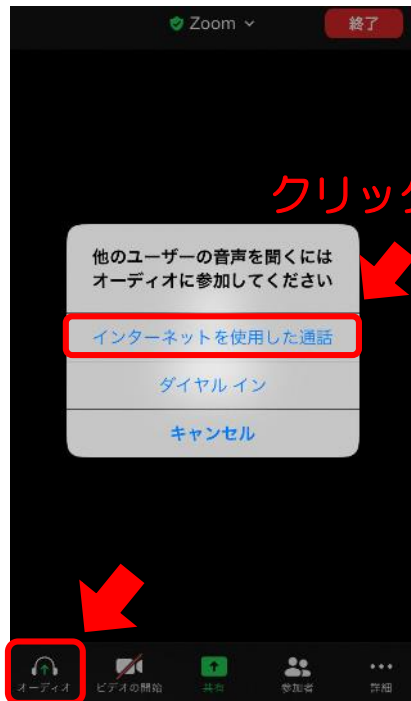 Zoom
終了
クリック
他のユーザーの音声を聞くには
オーディオに参加してください
インターネットを使用した通話
ダイヤル イン
キャンセル
オーディオ
ビデオの開始
共有
参加者
詳細